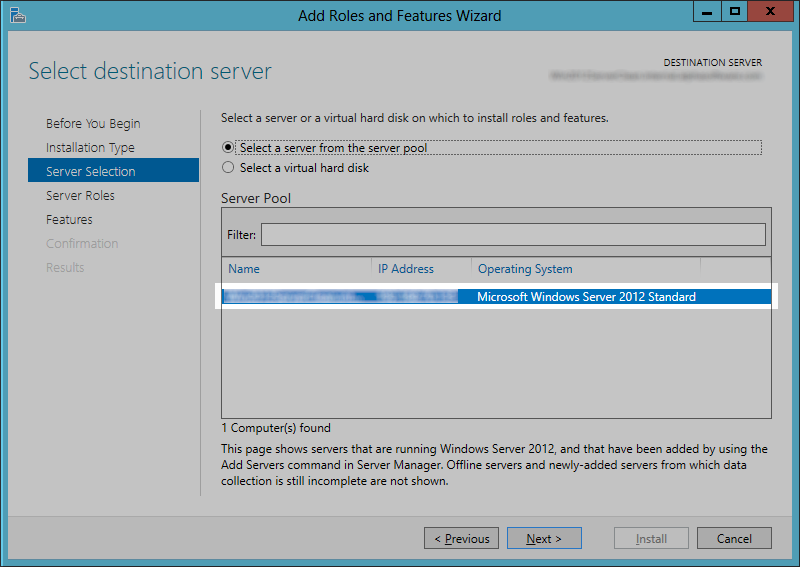 Add Roles and Features Wizard
Select destination server
DESTINATION SERVER
Before You Begin
Installation Type
Server Selection
Server Roles
Features
Confirmation
Results
Select a server or a virtual hard disk on which to install roles and features.
Select a server from the server pool
Select a virtual hard disk
Server Pool
Filter:
Name IP Address Operating System
Microsoft Windows Server 2012 Standard
1 Computer(s) found
This page shows servers that are running Windows Server 2012, and that have been added by using the
Add Servers command in Server Manager. Offline servers and newly-added servers from which data
collection is still incomplete are not shown.
< Previous Next > Install Cancel